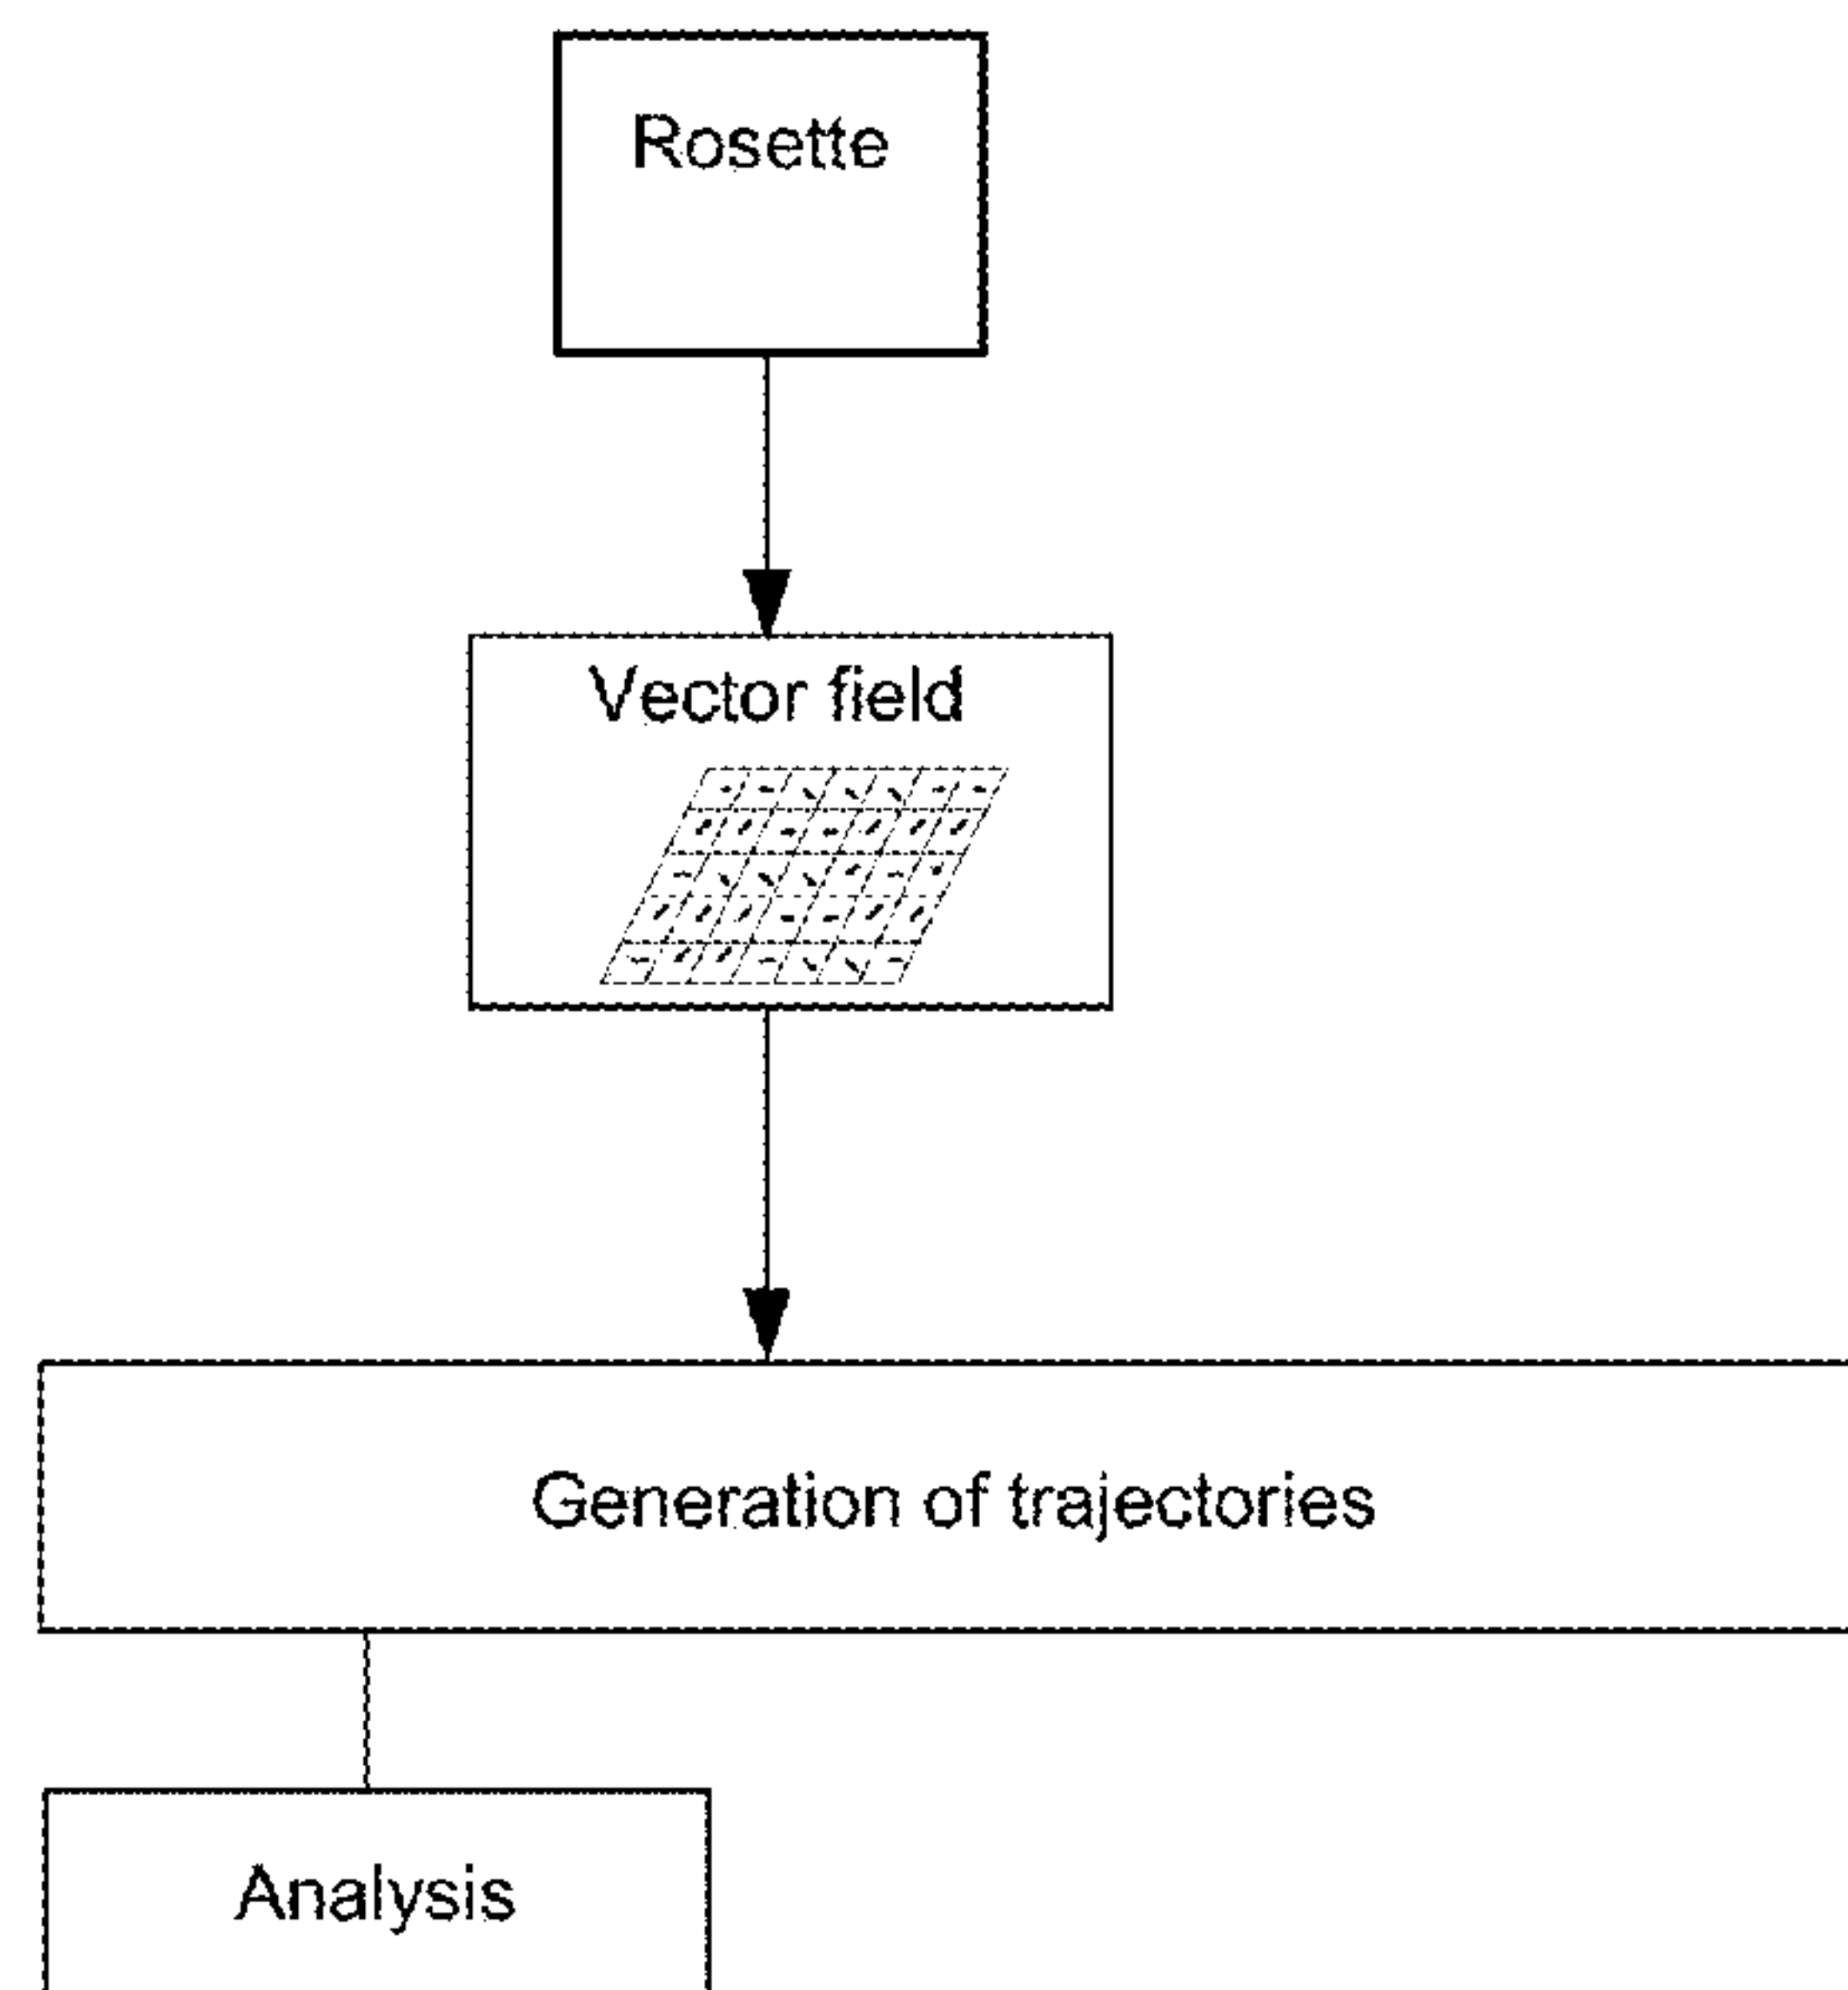 Rosette
Vector field
Generation of trajectories
Analysis